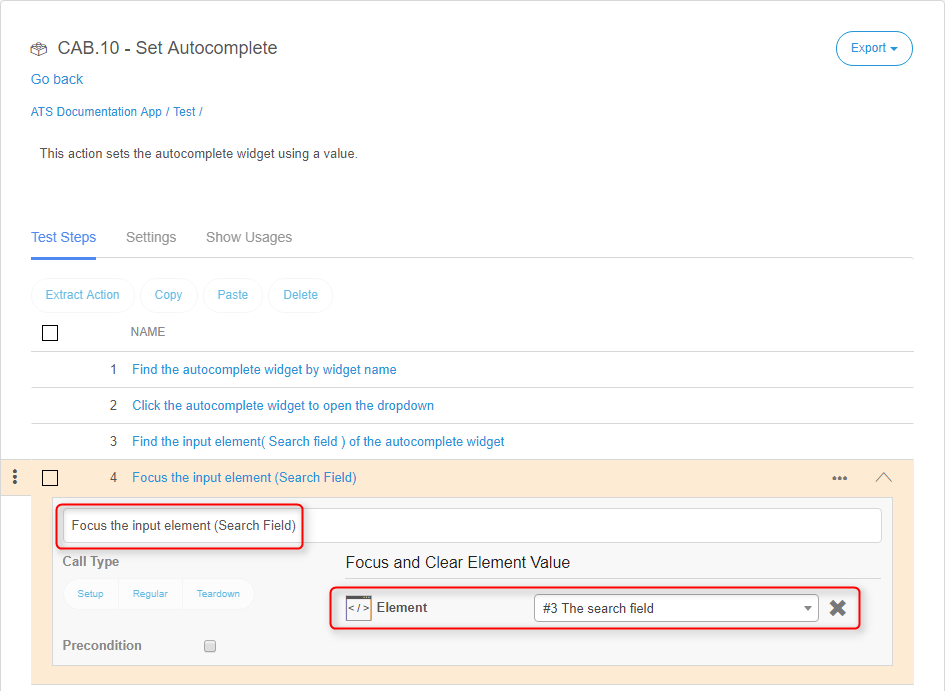 CAB.10 - Set Autocomplete
Export
Go back
ATS Documentation App / Test /
This action sets the autocomplete widget using a value.
Test Steps Settings Show Usages
Extract Action Copy Paste Delete
NAME
1 Find the autocomplete widget by widget name
2 Click the autocomplete widget to open the dropdown
3 Find the input element( Search field ) of the autocomplete widget
4 Focus the input element (Search Field)
Focus the input element (Search Field)
Call Type
Focus and Clear Element Value
Setup Regular Teardown
</> Element #3 The search field
Precondition